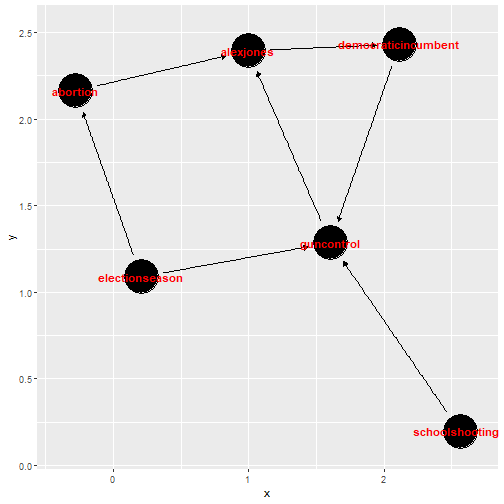 2.5
alexjones
democraticincumbent
abortion
2.0
1.5
y
guncontrol
electionseason
1.0
0.5
schoolshooting
0.0
0
1
2
x